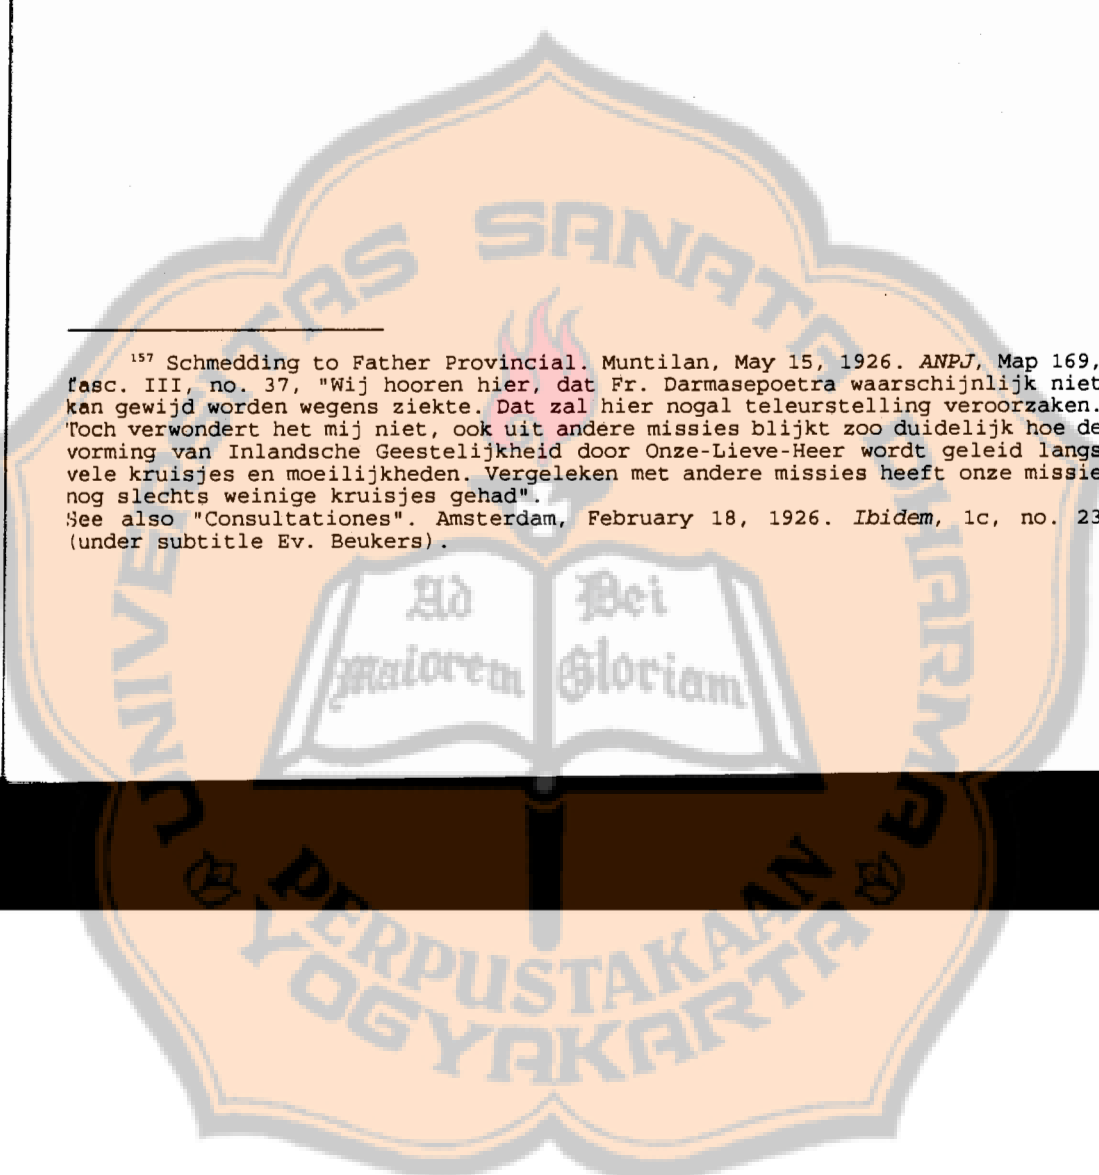 UNIVERSITAS SANATA DHARMA
157 Schmedding to Father Provincial. Muntilan, May 15, 1926. ANPJ, Map 169,
fasc. III, no. 37, "Wij hooren hier, dat Fr. Darmasepoetra waarschijnlijk niet
kan gewijd worden wegens ziekte. Dat zal hier nogal teleurstelling veroorzaken.
Toch verwondert het mij niet, ook uit andere missies blijkt zoo duidelijk hoe de
vorming van Inlandsche Geestelijkheid door Onze-Lieve-Heer wordt geleid langs
vele kruisjes en moeilijkheden. Vergeleken met andere missies heeft onze missie
nog slechts weinige kruisjes gehad".
See also "Consultationes". Amsterdam, February 18, 1926. Ibidem, 1c, no. 23
(under subtitle Ev. Beukers).
Ad
maiorem
Dei
Gloriam
PERPUSTAKAAN
YOGYAKARTA